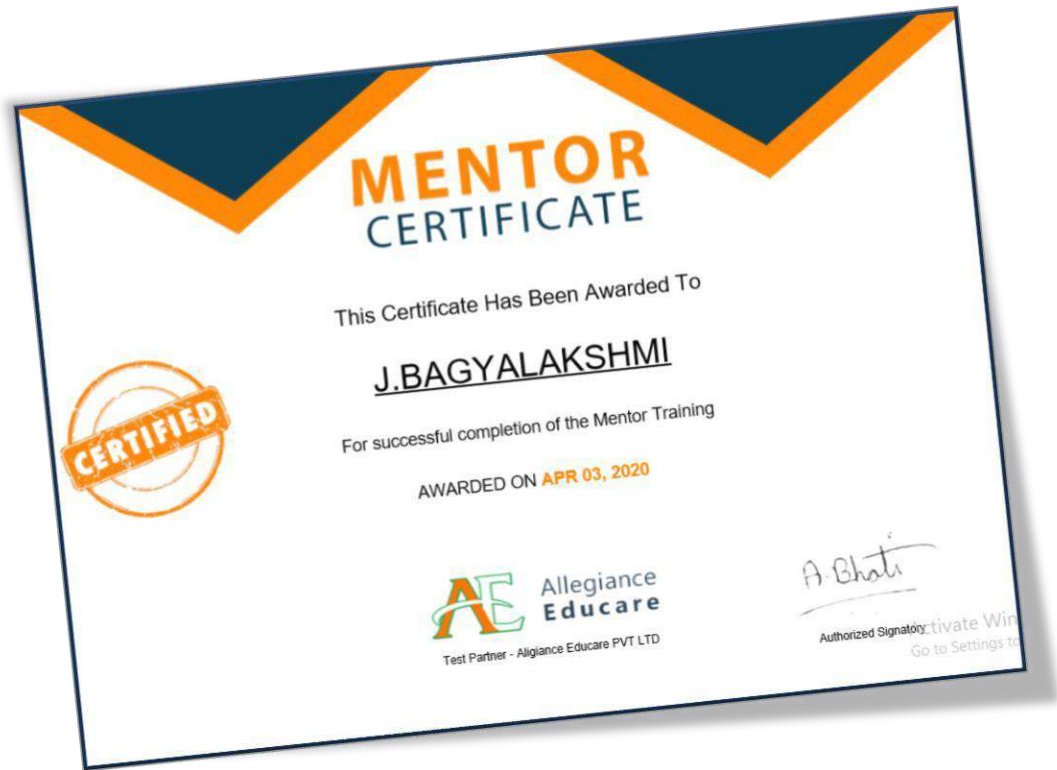 MENTOR
CERTIFICATE
This Certificate Has Been Awarded To
J.BAGYALAKSHMI
For successful completion of the Mentor Training
CERTIFIED
AWARDED ON APR 03, 2020
AE Allegiance
Educare
Test Partner - Aligiance Educare PVT LTD
A.Bhati
Authorized Signatory
Activate Win
Go to Settings to